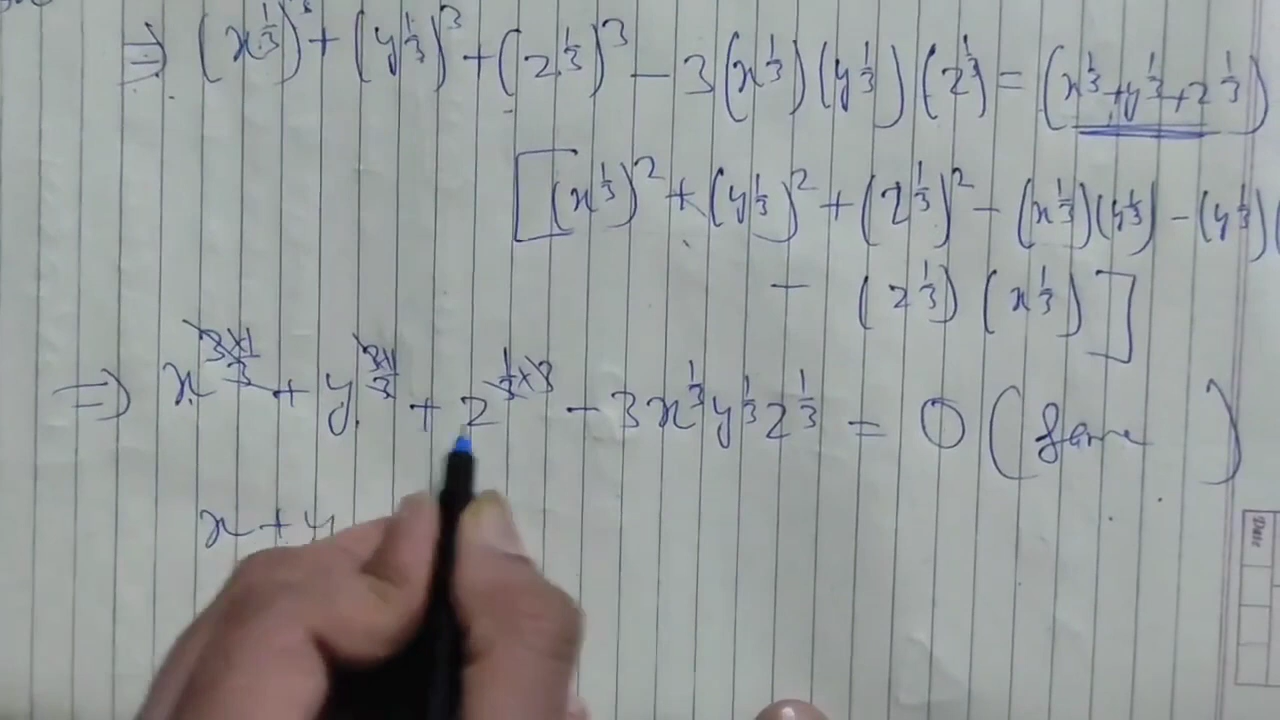 ⇒ (x^{1/3})^3 + (y^{1/3})^3 + (z^{1/3})^3 - 3(x^{1/3})(y^{1/3})(z^{1/3}) = (x^{1/3}+y^{1/3}+z^{1/3})
[(x^{1/3})^2 + (y^{1/3})^2 + (z^{1/3})^2 - (x^{1/3})(y^{1/3}) - (y^{1/3})(
- (z^{1/3})(x^{1/3})]
⇒ x^{3×1/3} + y^{3×1/3} + z^{1/3×3} - 3x^{1/3}y^{1/3}z^{1/3} = 0 (Same )
x + y
Date